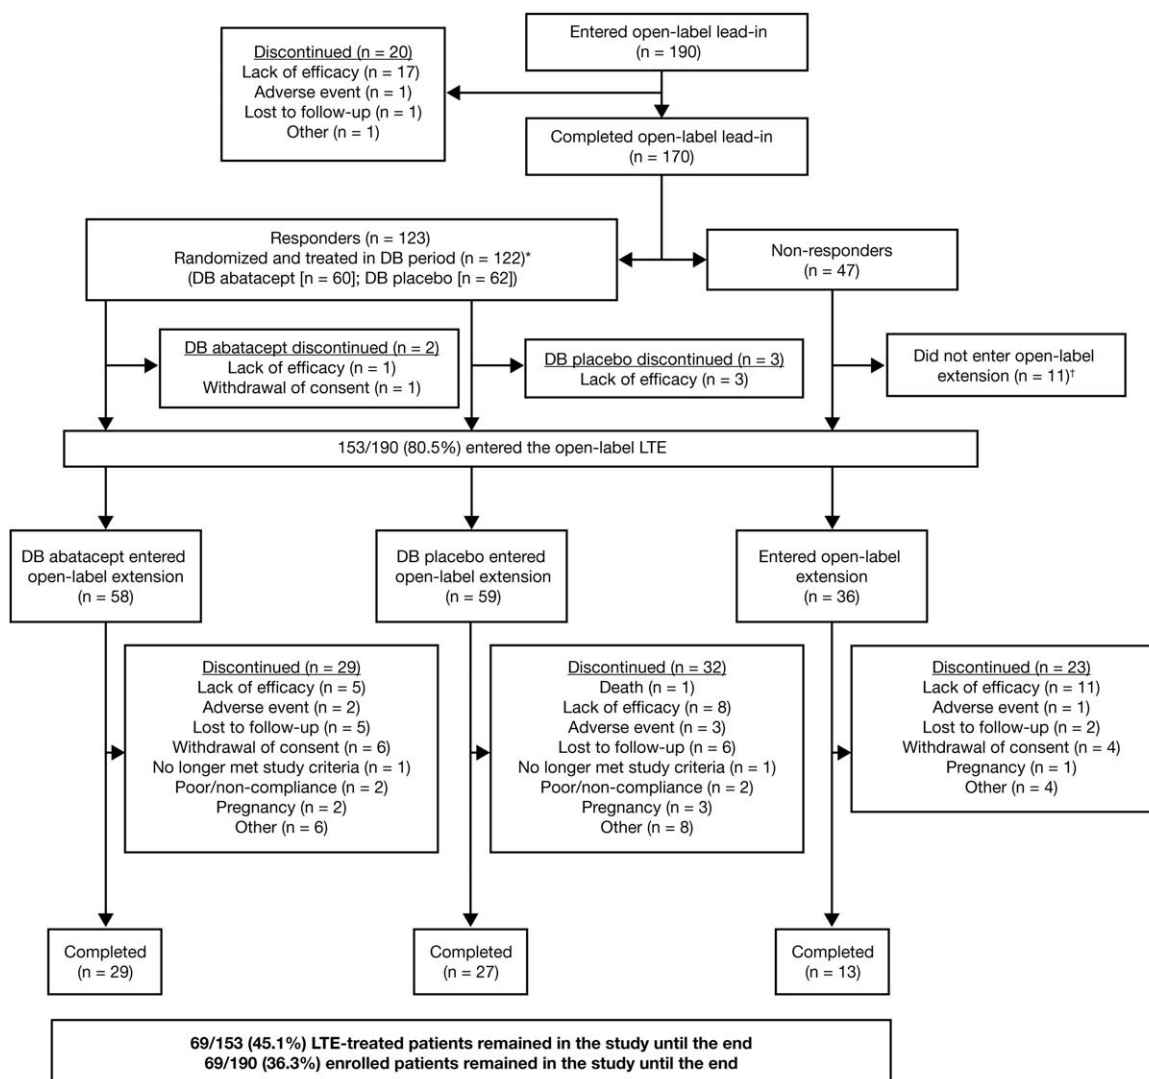 Entered open-label lead-in
(n = 190)
Discontinued (n = 20)
Lack of efficacy (n = 17)
Adverse event (n = 1)
Lost to follow-up (n = 1)
Other (n = 1)
Completed open-label lead-in
(n = 170)
Responders (n = 123)
Randomized and treated in DB period (n = 122)*
(DB abatacept [n = 60]; DB placebo [n = 62])
Non-responders
(n = 47)
DB abatacept discontinued (n = 2)
Lack of efficacy (n = 1)
Withdrawal of consent (n = 1)
DB placebo discontinued (n = 3)
Lack of efficacy (n = 3)
Did not enter open-label
extension (n = 11)†
153/190 (80.5%) entered the open-label LTE
DB abatacept entered
open-label extension
(n = 58)
DB placebo entered
open-label extension
(n = 59)
Entered open-label
extension
(n = 36)
Discontinued (n = 29)
Lack of efficacy (n = 5)
Adverse event (n = 2)
Lost to follow-up (n = 5)
Withdrawal of consent (n = 6)
No longer met study criteria (n = 1)
Poor/non-compliance (n = 2)
Pregnancy (n = 2)
Other (n = 6)
Discontinued (n = 32)
Death (n = 1)
Lack of efficacy (n = 8)
Adverse event (n = 3)
Lost to follow-up (n = 6)
No longer met study criteria (n = 1)
Poor/non-compliance (n = 2)
Pregnancy (n = 3)
Other (n = 8)
Discontinued (n = 23)
Lack of efficacy (n = 11)
Adverse event (n = 1)
Lost to follow-up (n = 2)
Withdrawal of consent (n = 4)
Pregnancy (n = 1)
Other (n = 4)
Completed
(n = 29)
Completed
(n = 27)
Completed
(n = 13)
69/153 (45.1%) LTE-treated patients remained in the study until the end
69/190 (36.3%) enrolled patients remained in the study until the end